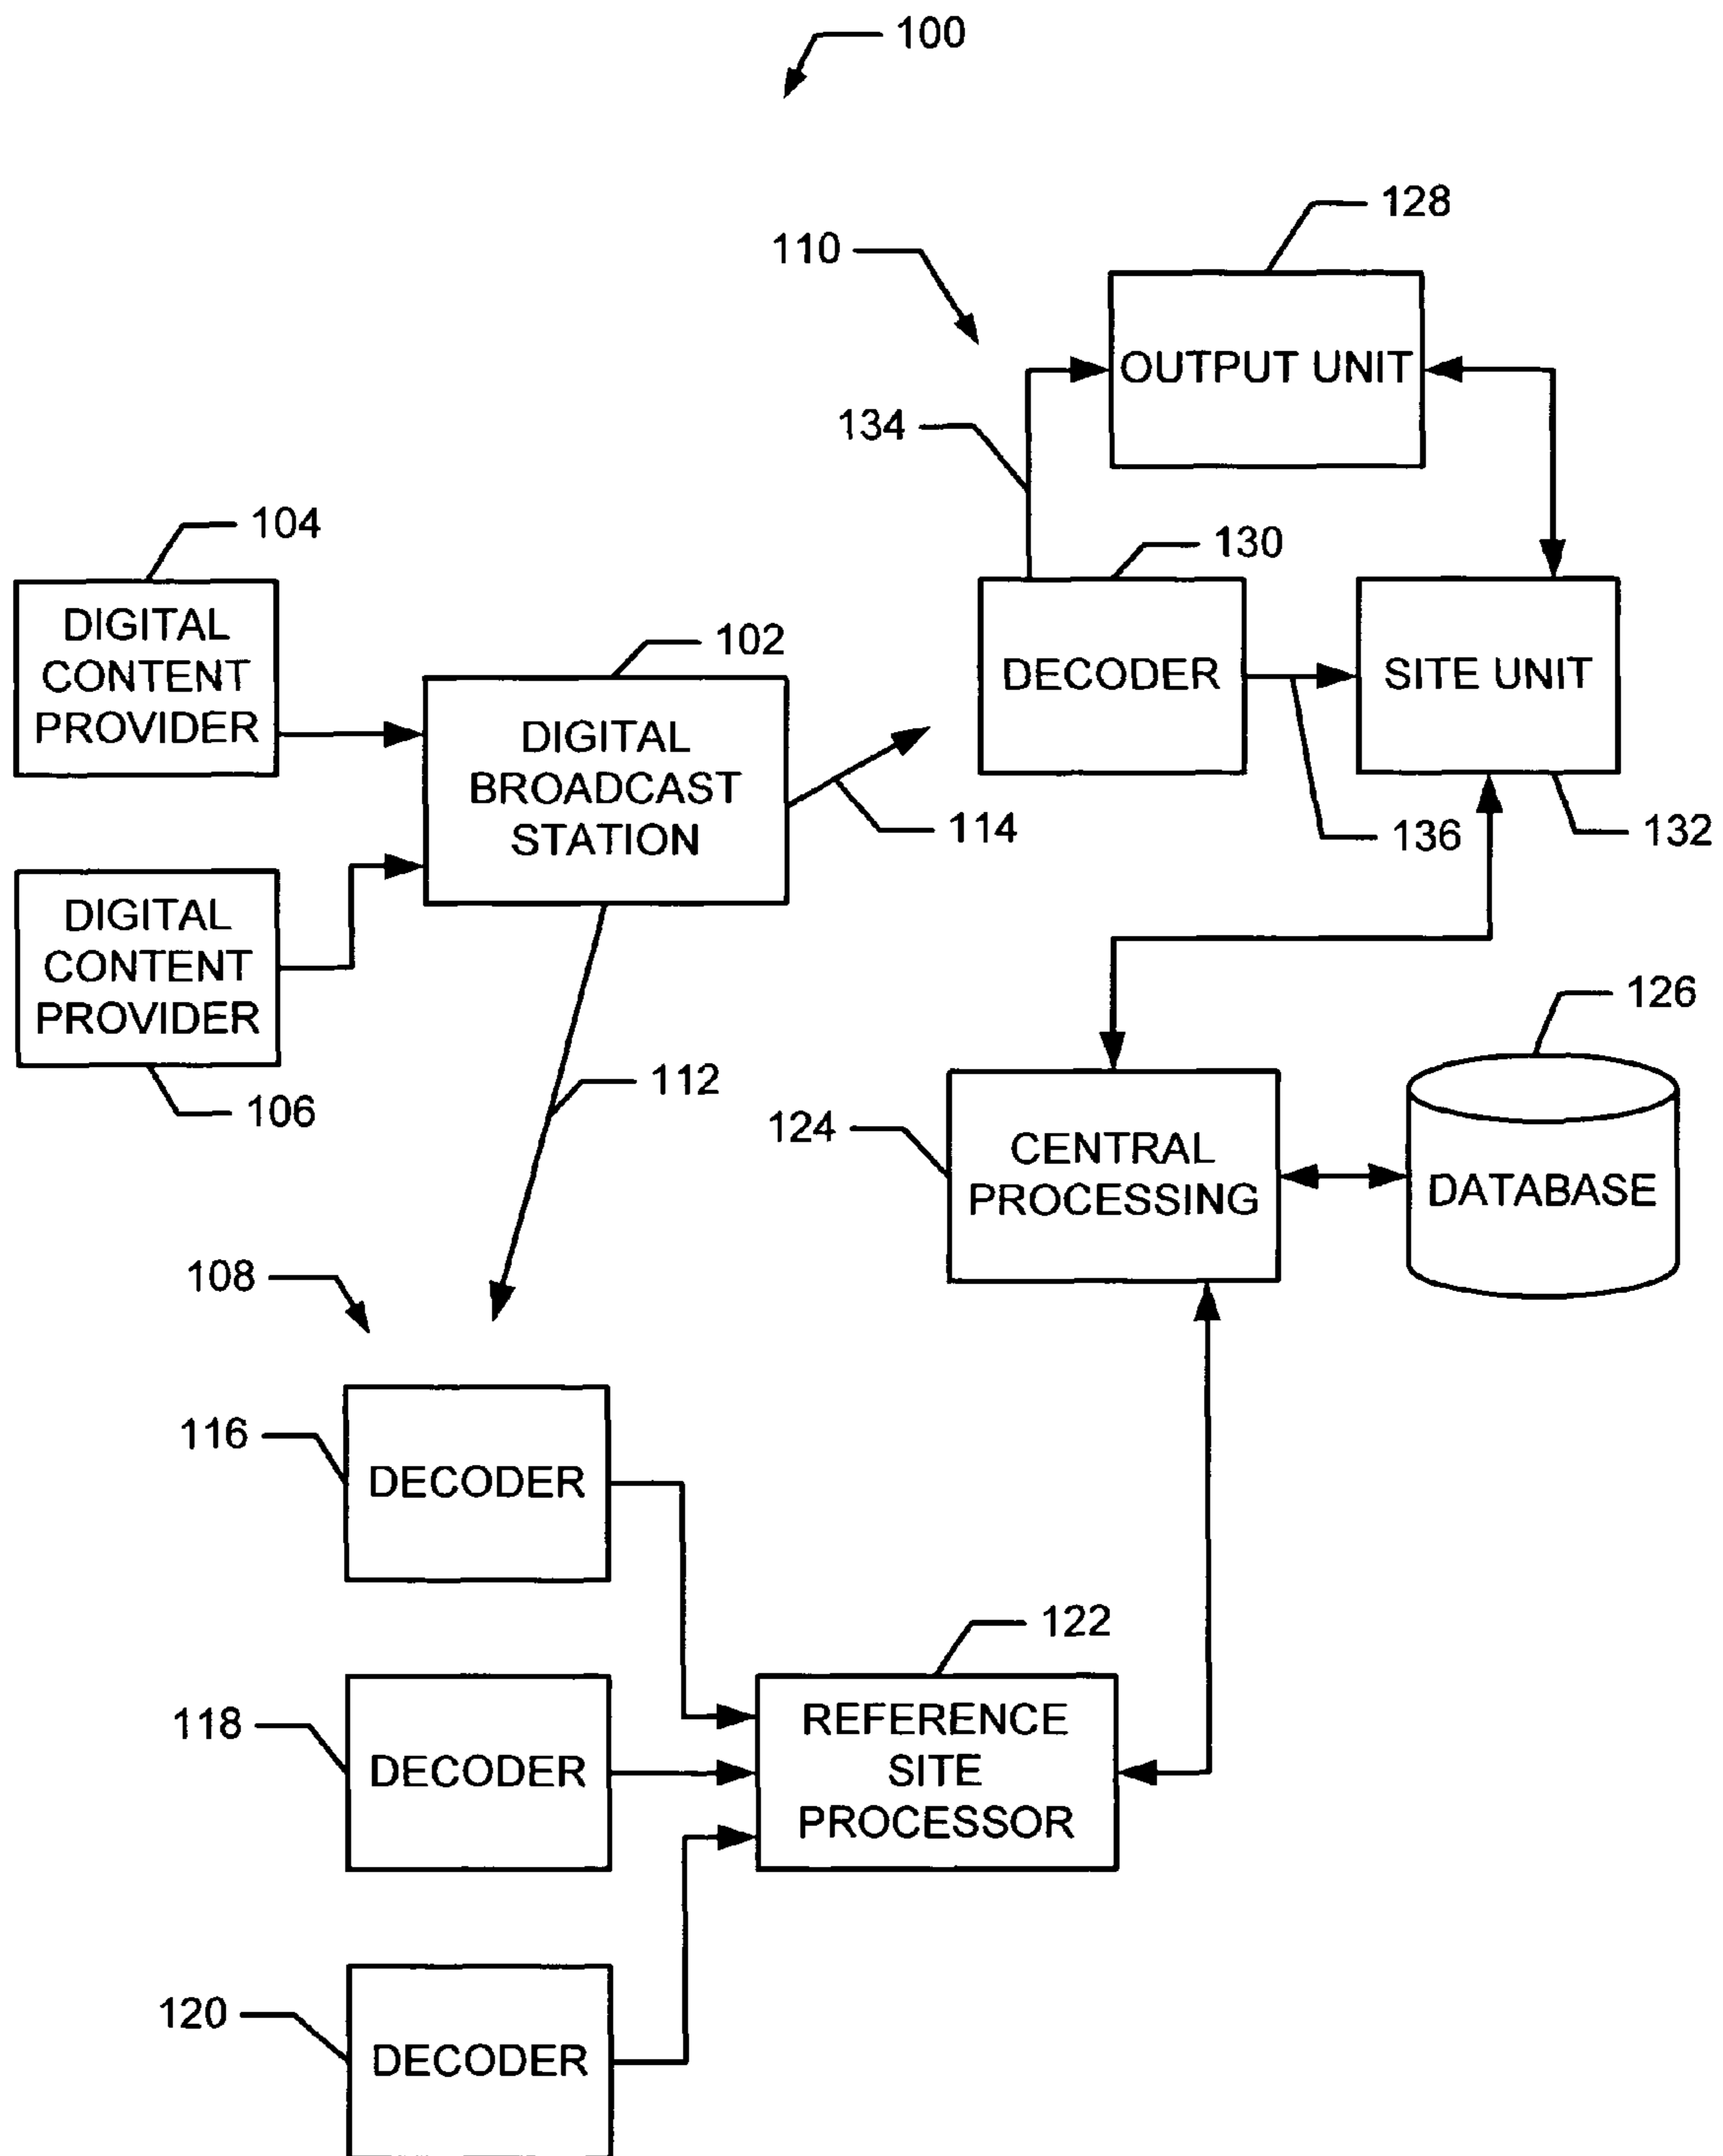 100
128
110
OUTPUT UNIT
134
104
130
DIGITAL
CONTENT
PROVIDER
102
DECODER
SITE UNIT
DIGITAL
BROADCAST
STATION
114
136
132
DIGITAL
CONTENT
PROVIDER
126
112
106
124
CENTRAL
PROCESSING
DATABASE
108
116
DECODER
122
118
DECODER
REFERENCE
SITE
PROCESSOR
120
DECODER